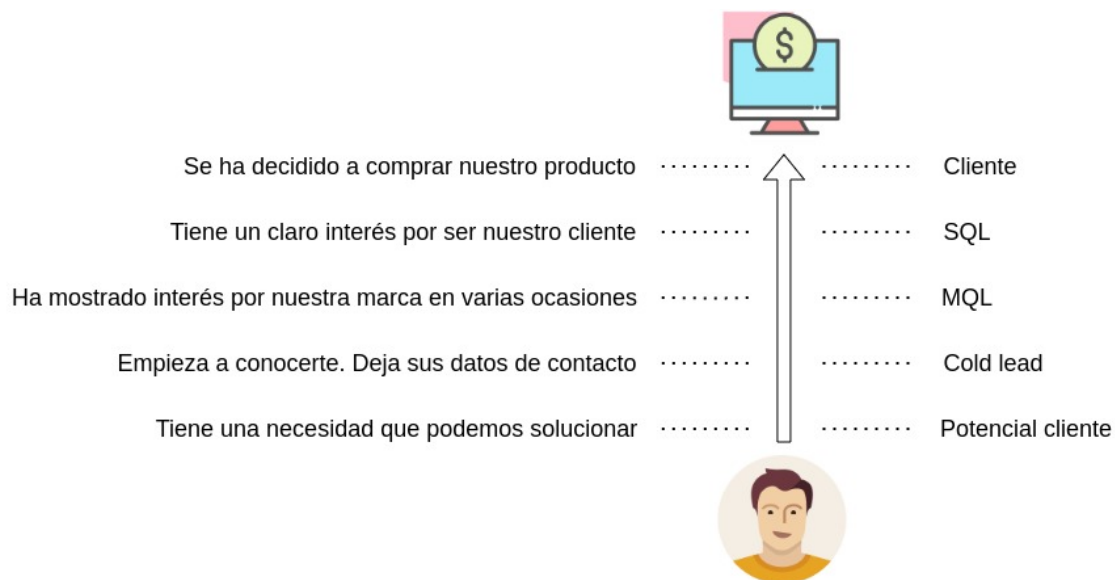 $
Se ha decidido a comprar nuestro producto ········· ········· Cliente
Tiene un claro interés por ser nuestro cliente ········· ········· SQL
Ha mostrado interés por nuestra marca en varias ocasiones ········· ········· MQL
Empieza a conocerte. Deja sus datos de contacto ········· ········· Cold lead
Tiene una necesidad que podemos solucionar ········· ········· Potencial cliente